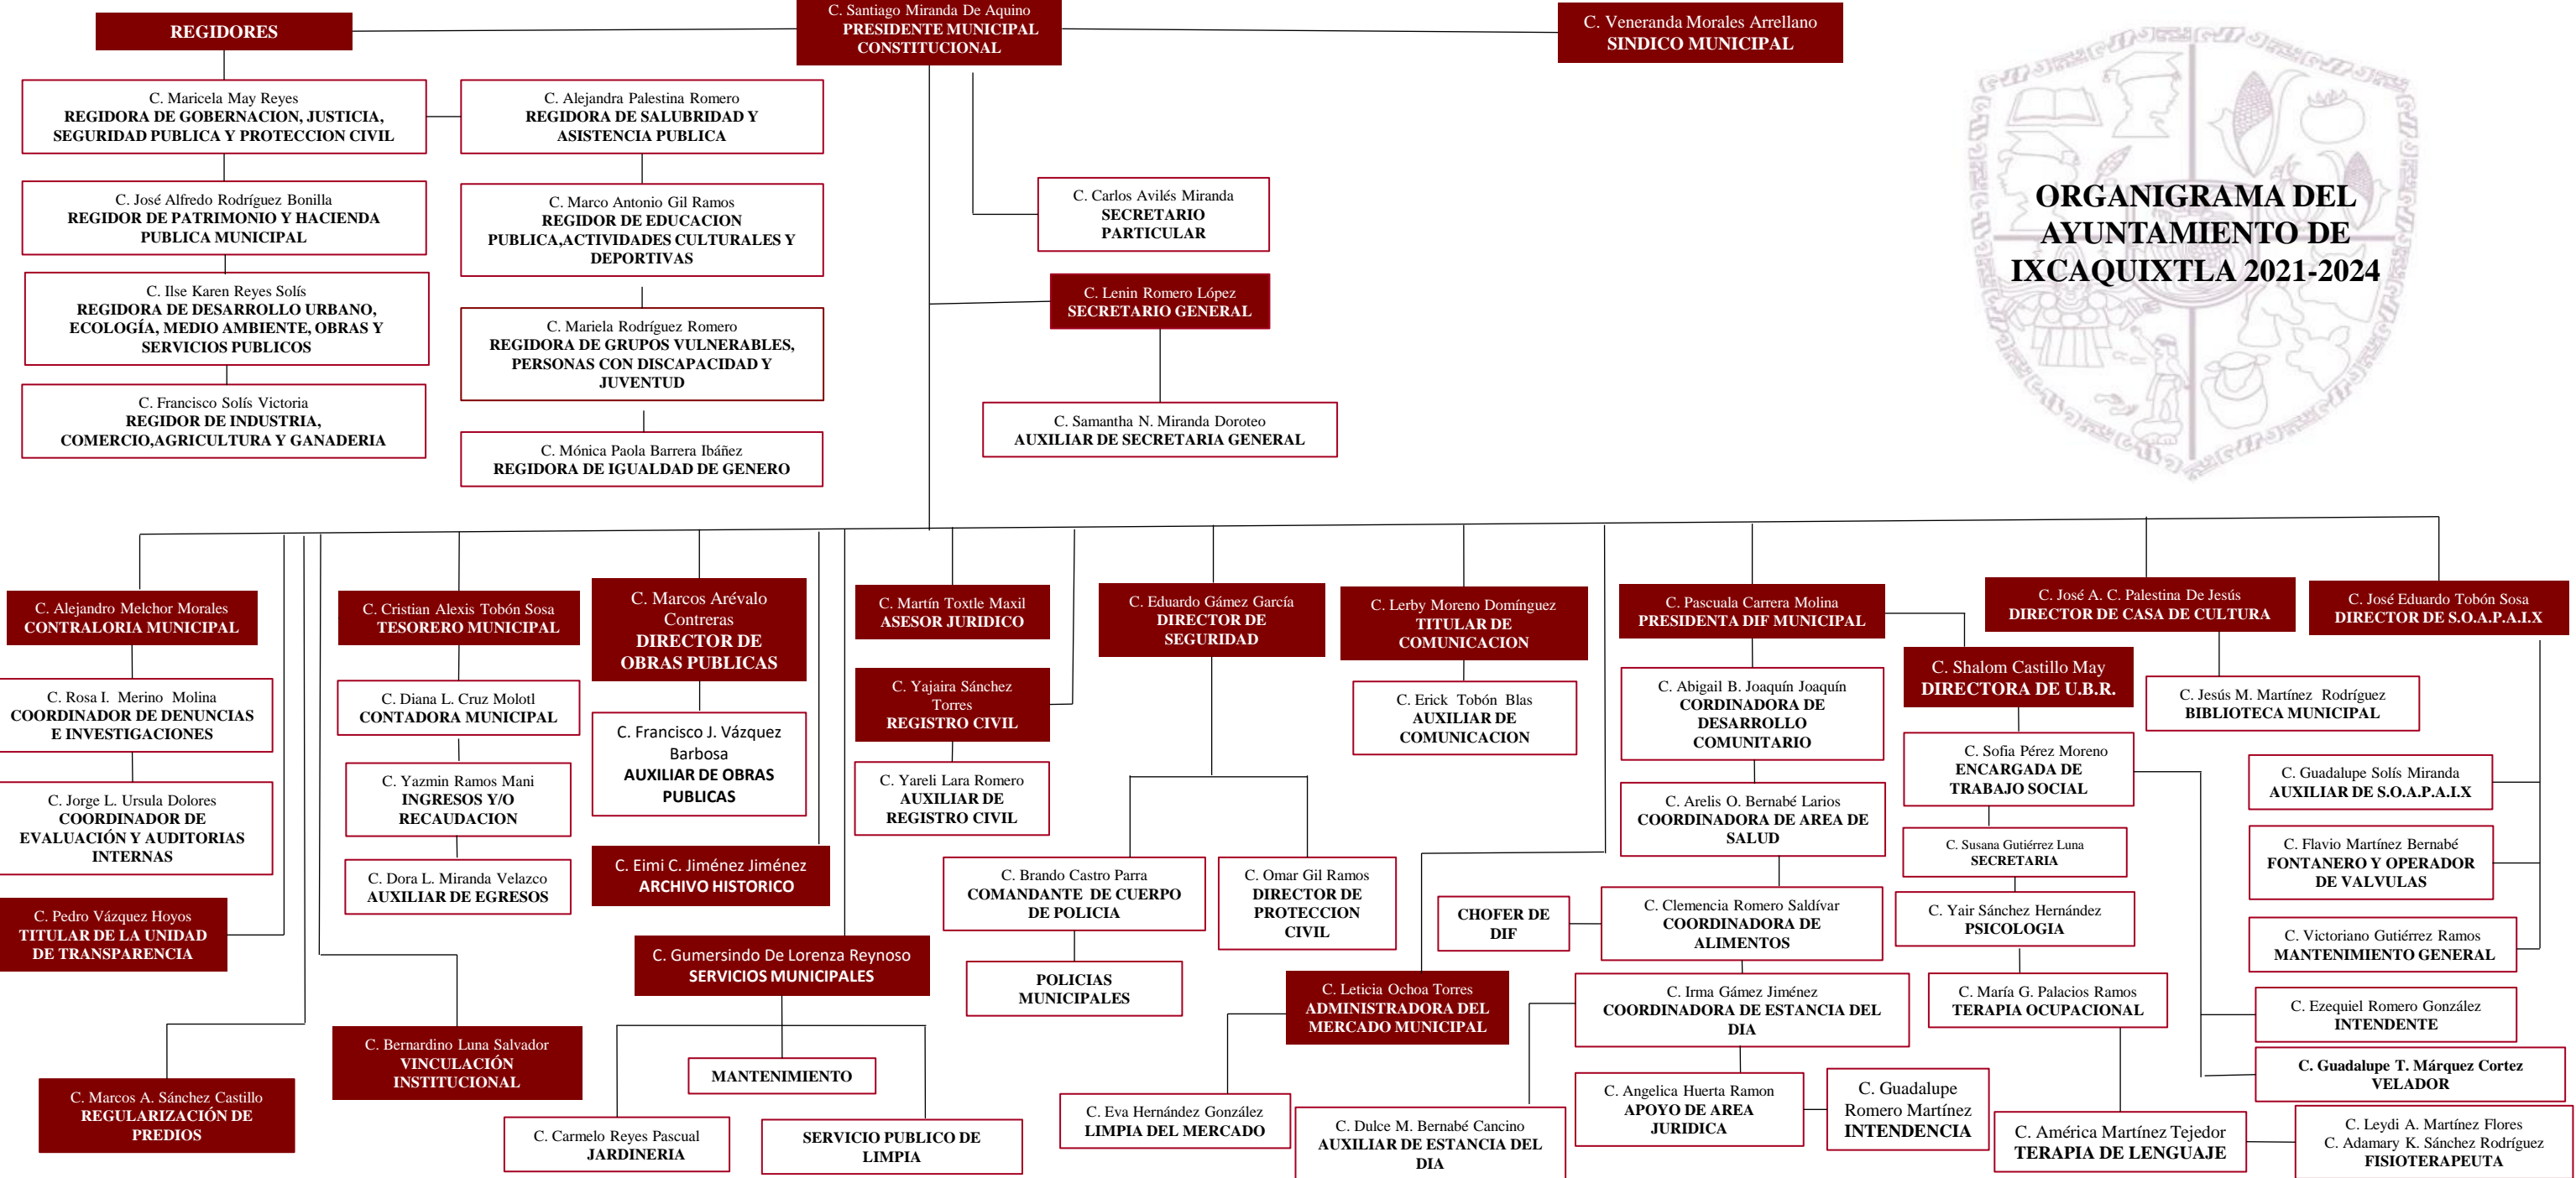 C. Santiago Miranda De Aquino
PRESIDENTE MUNICIPAL
CONSTITUCIONAL
REGIDORES
C. Veneranda Morales Arrellano
SINDICO MUNICIPAL
C. Maricela May Reyes
REGIDORA DE GOBERNACION, JUSTICIA,
SEGURIDAD PUBLICA Y PROTECCION CIVIL
C. José Alfredo Rodríguez Bonilla
REGIDOR DE PATRIMONIO Y HACIENDA
PUBLICA MUNICIPAL
C. Ilse Karen Reyes Solís
REGIDORA DE DESARROLLO URBANO,
ECOLOGÍA, MEDIO AMBIENTE, OBRAS Y
SERVICIOS PUBLICOS
C. Francisco Solís Victoria
REGIDOR DE INDUSTRIA,
COMERCIO,AGRICULTURA Y GANADERIA
C. Alejandra Palestina Romero
REGIDORA DE SALUBRIDAD Y
ASISTENCIA PUBLICA
C. Marco Antonio Gil Ramos
REGIDOR DE EDUCACION
PUBLICA,ACTIVIDADES CULTURALES Y
DEPORTIVAS
C. Mariela Rodríguez Romero
REGIDORA DE GRUPOS VULNERABLES,
PERSONAS CON DISCAPACIDAD Y
JUVENTUD
C. Mónica Paola Barrera Ibáñez
REGIDORA DE IGUALDAD DE GENERO
C. Carlos Avilés Miranda
SECRETARIO
PARTICULAR
C. Lenin Romero López
SECRETARIO GENERAL
C. Samantha N. Miranda Doroteo
AUXILIAR DE SECRETARIA GENERAL
ORGANIGRAMA DEL
AYUNTAMIENTO DE
IXCAQUIXTLA 2021-2024
C. Alejandro Melchor Morales
CONTRALORIA MUNICIPAL
C. Rosa I. Merino Molina
COORDINADOR DE DENUNCIAS
E INVESTIGACIONES
C. Jorge L. Ursula Dolores
COORDINADOR DE
EVALUACIÓN Y AUDITORIAS
INTERNAS
C. Pedro Vázquez Hoyos
TITULAR DE LA UNIDAD
DE TRANSPARENCIA
C. Marcos A. Sánchez Castillo
REGULARIZACIÓN DE
PREDIOS
C. Cristian Alexis Tobón Sosa
TESORERO MUNICIPAL
C. Diana L. Cruz Molotl
CONTADORA MUNICIPAL
C. Yazmin Ramos Mani
INGRESOS Y/O
RECAUDACION
C. Dora L. Miranda Velazco
AUXILIAR DE EGRESOS
C. Bernardino Luna Salvador
VINCULACIÓN
INSTITUCIONAL
C. Marcos Arévalo
Contreras
DIRECTOR DE
OBRAS PUBLICAS
C. Francisco J. Vázquez
Barbosa
AUXILIAR DE OBRAS
PUBLICAS
C. Eimi C. Jiménez Jiménez
ARCHIVO HISTORICO
C. Gumersindo De Lorenza Reynoso
SERVICIOS MUNICIPALES
MANTENIMIENTO
C. Carmelo Reyes Pascual
JARDINERIA
SERVICIO PUBLICO DE
LIMPIA
C. Martín Toxtle Maxil
ASESOR JURIDICO
C. Yajaira Sánchez
Torres
REGISTRO CIVIL
C. Yareli Lara Romero
AUXILIAR DE
REGISTRO CIVIL
C. Eduardo Gámez García
DIRECTOR DE
SEGURIDAD
C. Brando Castro Parra
COMANDANTE DE CUERPO
DE POLICIA
POLICIAS
MUNICIPALES
C. Omar Gil Ramos
DIRECTOR DE
PROTECCION
CIVIL
C. Lerby Moreno Domínguez
TITULAR DE
COMUNICACION
C. Erick Tobón Blas
AUXILIAR DE
COMUNICACION
C. Leticia Ochoa Torres
ADMINISTRADORA DEL
MERCADO MUNICIPAL
C. Eva Hernández González
LIMPIA DEL MERCADO
C. Pascuala Carrera Molina
PRESIDENTA DIF MUNICIPAL
C. Abigail B. Joaquín Joaquín
CORDINADORA DE
DESARROLLO
COMUNITARIO
C. Arelis O. Bernabé Larios
COORDINADORA DE AREA DE
SALUD
C. Clemencia Romero Saldívar
COORDINADORA DE
ALIMENTOS
CHOFER DE
DIF
C. Irma Gámez Jiménez
COORDINADORA DE ESTANCIA DEL
DIA
C. Dulce M. Bernabé Cancino
AUXILIAR DE ESTANCIA DEL
DIA
C. Angelica Huerta Ramon
APOYO DE AREA
JURIDICA
C. Guadalupe
Romero Martínez
INTENDENCIA
C. Shalom Castillo May
DIRECTORA DE U.B.R.
C. Sofia Pérez Moreno
ENCARGADA DE
TRABAJO SOCIAL
C. Susana Gutiérrez Luna
SECRETARIA
C. Yair Sánchez Hernández
PSICOLOGIA
C. María G. Palacios Ramos
TERAPIA OCUPACIONAL
C. América Martínez Tejedor
TERAPIA DE LENGUAJE
C. Leydi A. Martínez Flores
C. Adamary K. Sánchez Rodríguez
FISIOTERAPEUTA
C. Ezequiel Romero González
INTENDENTE
C. Guadalupe T. Márquez Cortez
VELADOR
C. José A. C. Palestina De Jesús
DIRECTOR DE CASA DE CULTURA
C. Jesús M. Martínez Rodríguez
BIBLIOTECA MUNICIPAL
C. José Eduardo Tobón Sosa
DIRECTOR DE S.O.A.P.A.I.X
C. Guadalupe Solís Miranda
AUXILIAR DE S.O.A.P.A.I.X
C. Flavio Martínez Bernabé
FONTANERO Y OPERADOR
DE VALVULAS
C. Victoriano Gutiérrez Ramos
MANTENIMIENTO GENERAL